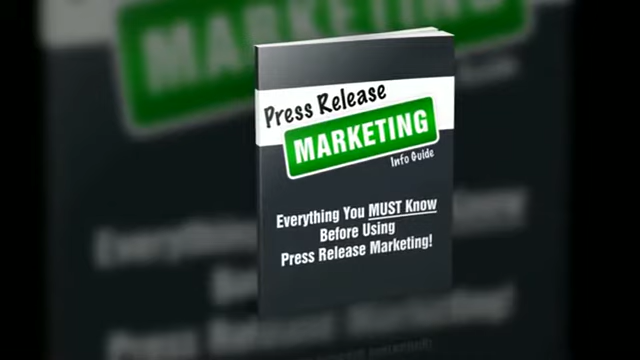 Press Release
MARKETING
Info Guide
Everything You MUST Know
Before Using
Press Release Marketing!